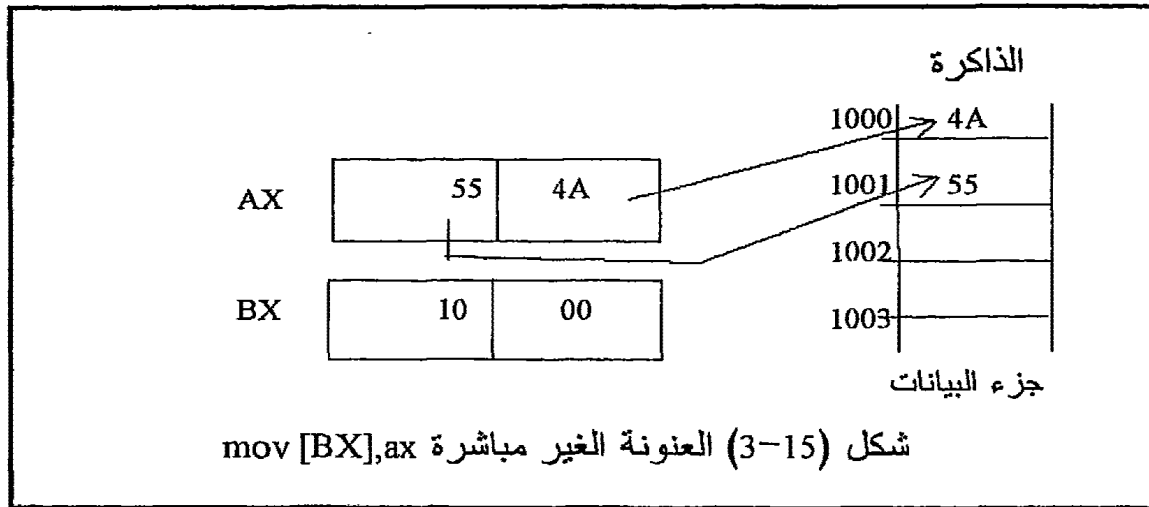 الذاكرة
1000 4A
AX 55 4A
1001 55
1002
BX 10 00
1003
جزء البيانات
شكل (3-15) العنونة الغير مباشرة mov [BX],ax